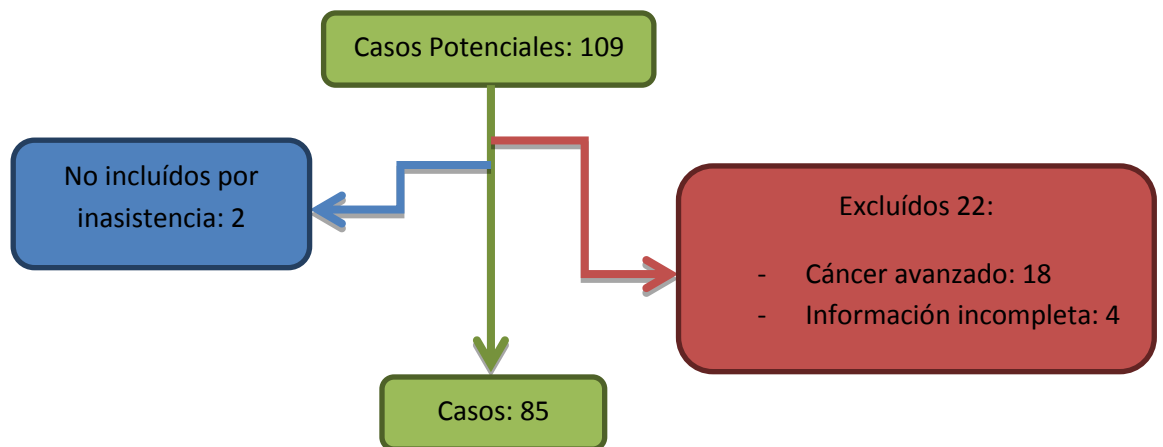 Casos Potenciales: 109
No incluídos por
inasistencia: 2
Excluídos 22:
- Cáncer avanzado: 18
- Información incompleta: 4
Casos: 85